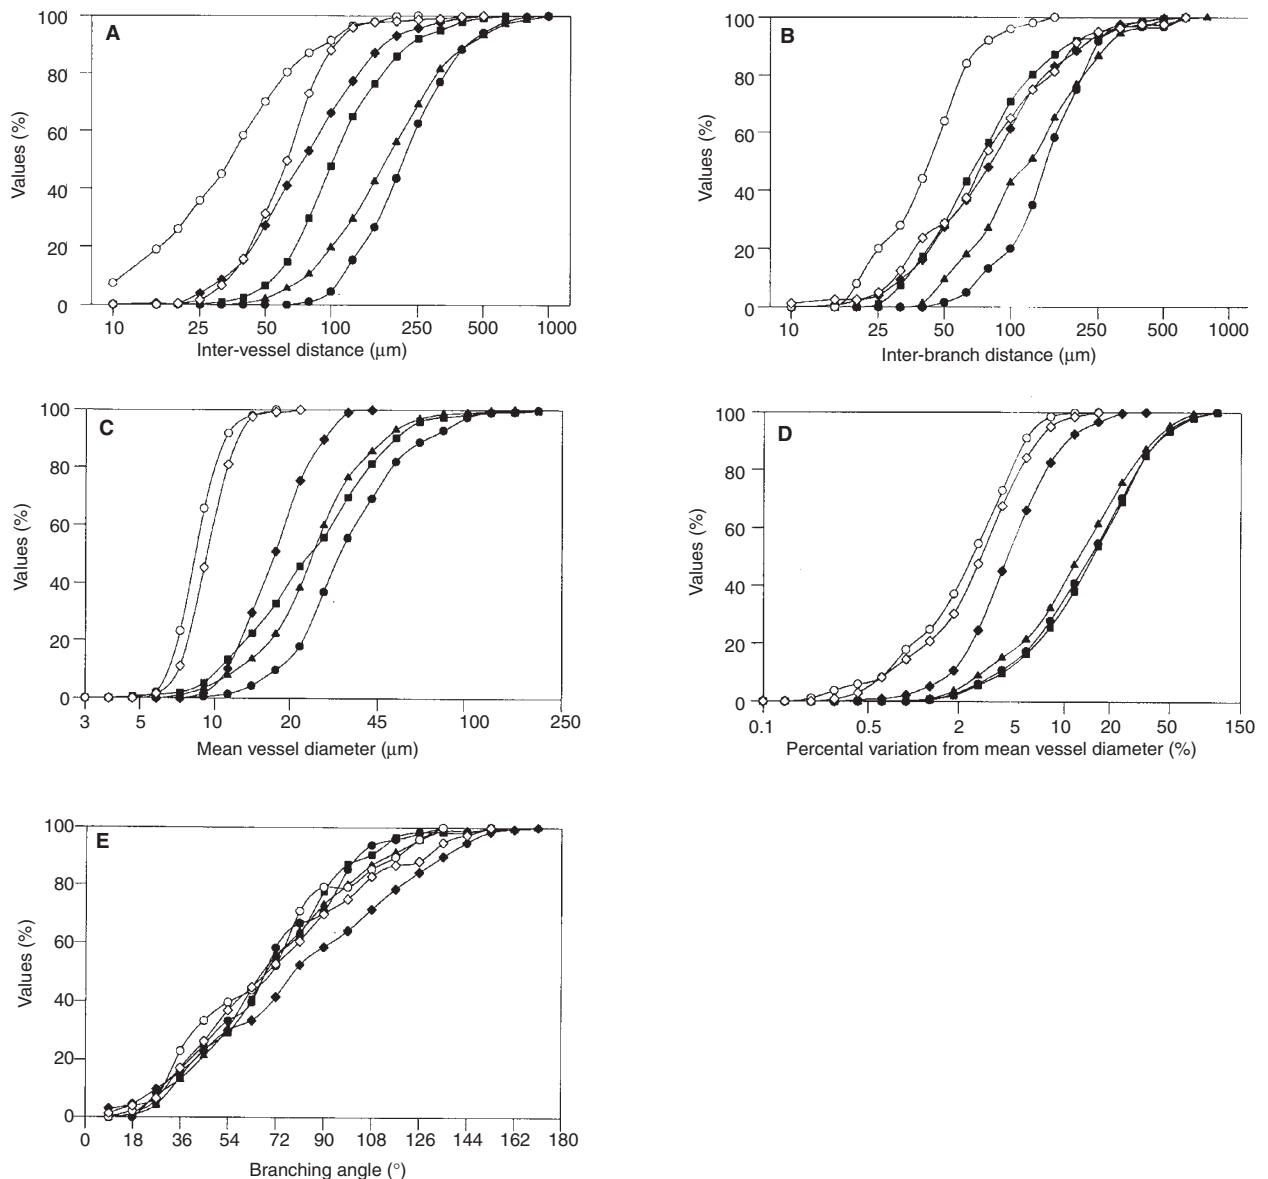 A
Values (%)
100
80
60
40
20
0
10 25 50 100 250 500 1000
Inter-vessel distance (μm)
B
Values (%)
100
80
60
40
20
0
10 25 50 100 250 500 1000
Inter-branch distance (μm)
C
Values (%)
100
80
60
40
20
0
3 5 10 20 45 100 250
Mean vessel diameter (μm)
D
Values (%)
100
80
60
40
20
0
0.1 0.5 2 5 10 20 50 150
Percental variation from mean vessel diameter (%)
E
Values (%)
100
80
60
40
20
0
0 18 36 54 72 90 108 126 144 162 180
Branching angle (°)